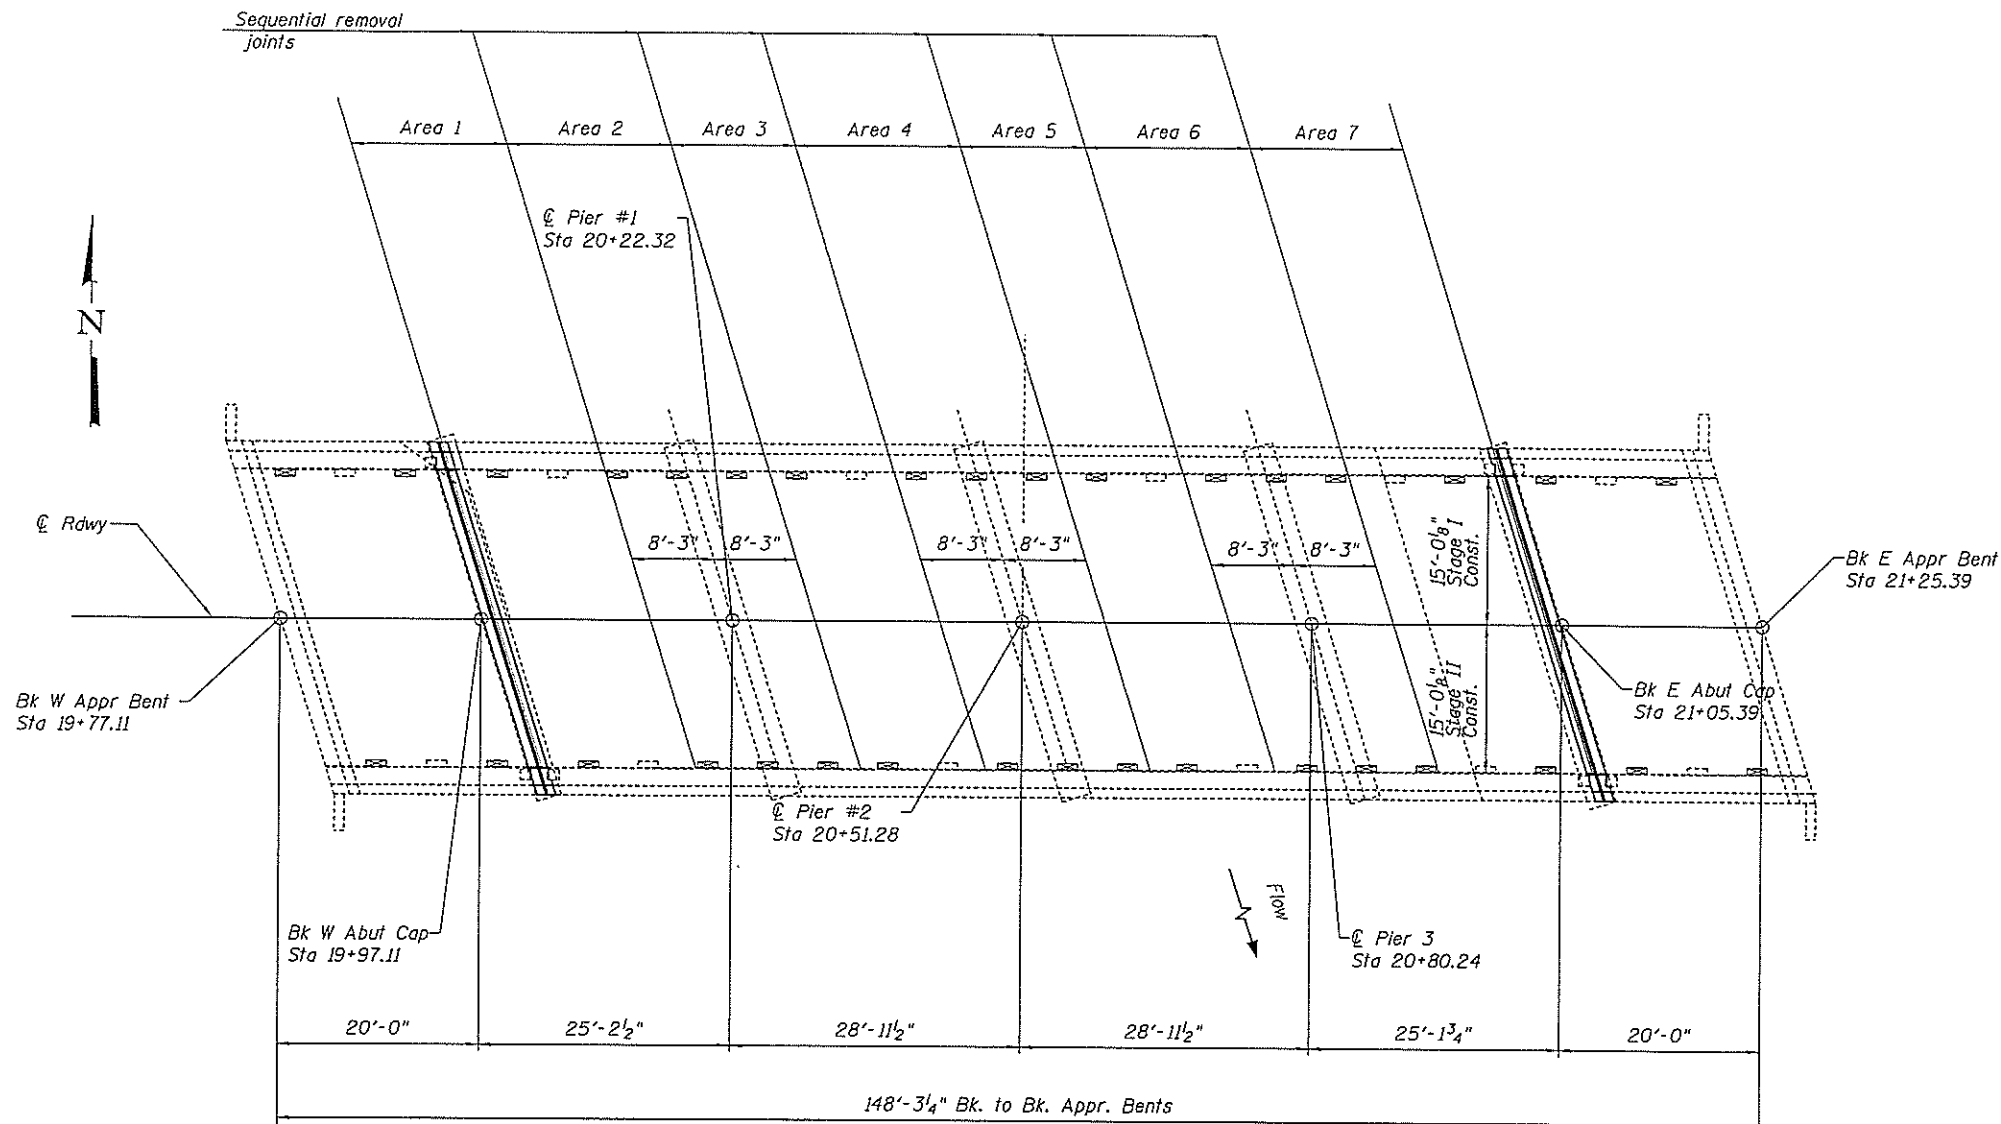 Sequential removal
joints
Area 1
Area 2
Area 3
Area 4
Area 5
Area 6
Area 7
℄ Pier #1
Sta 20+22.32
N
℄ Rdwy
8'-3"
8'-3"
8'-3"
8'-3"
8'-3"
8'-3"
15'-0⅛"
Stage I
Const.
15'-0⅛"
Stage II
Const.
Bk E Appr Bent
Sta 21+25.39
Bk W Appr Bent
Sta 19+77.11
Bk E Abut Cap
Sta 21+05.39
℄ Pier #2
Sta 20+51.28
Flow
Bk W Abut Cap
Sta 19+97.11
℄ Pier 3
Sta 20+80.24
20'-0"
25'-2½"
28'-11½"
28'-11½"
25'-1¾"
20'-0"
148'-3¼" Bk. to Bk. Appr. Bents